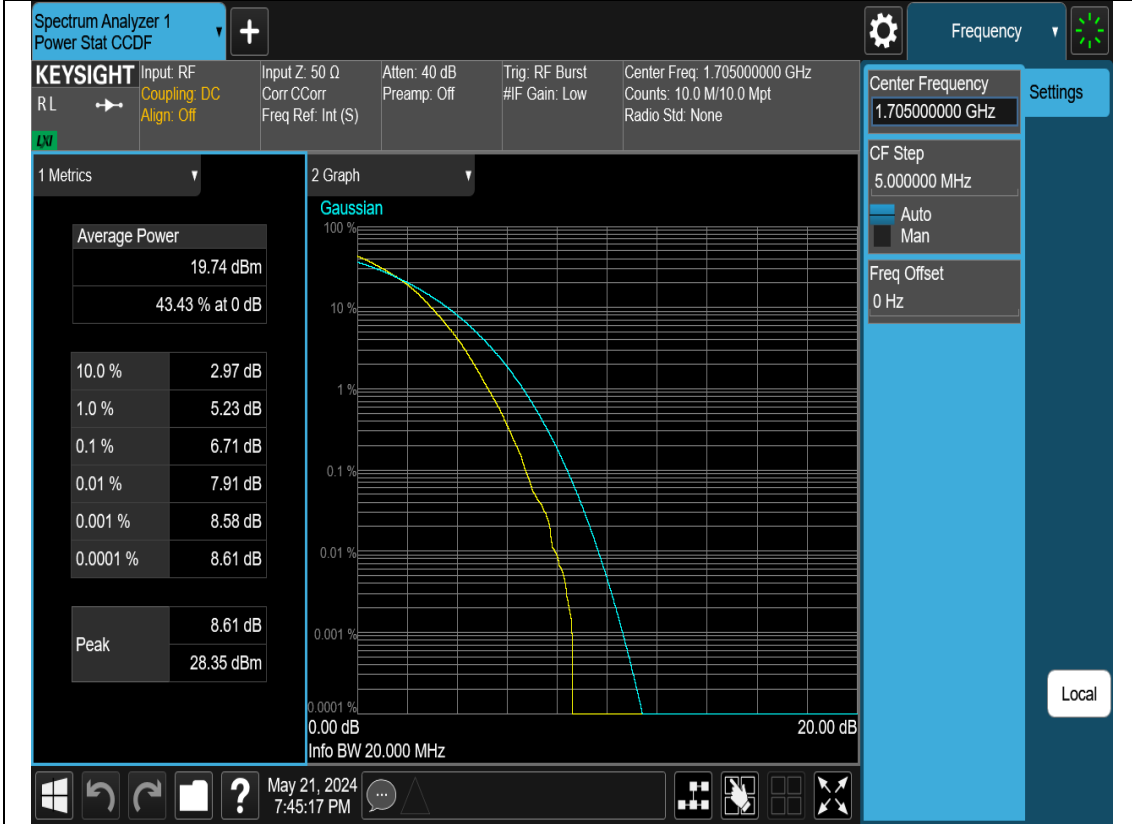 Spectrum Analyzer 1
Power Stat CCDF
+
Frequency
KEYSIGHT
Input: RF
Input Z: 50 Ω
Atten: 40 dB
Trig: RF Burst
Center Freq: 1.705000000 GHz
RL
Coupling: DC
Corr CCorr
Preamp: Off
#IF Gain: Low
Counts: 10.0 M/10.0 Mpt
Align: Off
Freq Ref: Int (S)
Radio Std: None
LXI
Center Frequency
1.705000000 GHz
Settings
CF Step
5.000000 MHz
Auto
Man
Freq Offset
0 Hz
1 Metrics
Average Power
19.74 dBm
43.43 % at 0 dB
10.0 % 2.97 dB
1.0 % 5.23 dB
0.1 % 6.71 dB
0.01 % 7.91 dB
0.001 % 8.58 dB
0.0001 % 8.61 dB
Peak
8.61 dB
28.35 dBm
2 Graph
Gaussian
100 %
10 %
1 %
0.1 %
0.01 %
0.001 %
0.0001 %
0.00 dB
20.00 dB
Info BW 20.000 MHz
Local
?
May 21, 2024
7:45:17 PM